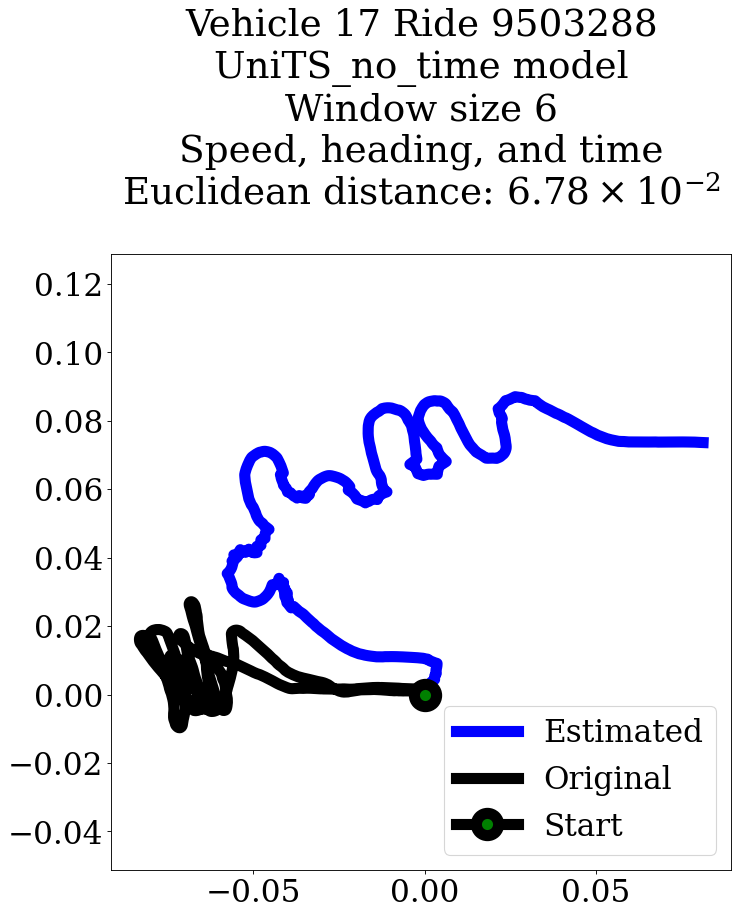 Vehicle 17 Ride 9503288
UniTS_no_time model
Window size 6
Speed, heading, and time
Euclidean distance: 6.78 × 10⁻²
0.12
0.10
0.08
0.06
0.04
0.02
0.00
−0.02
−0.04
−0.05
0.00
0.05
Estimated
Original
Start